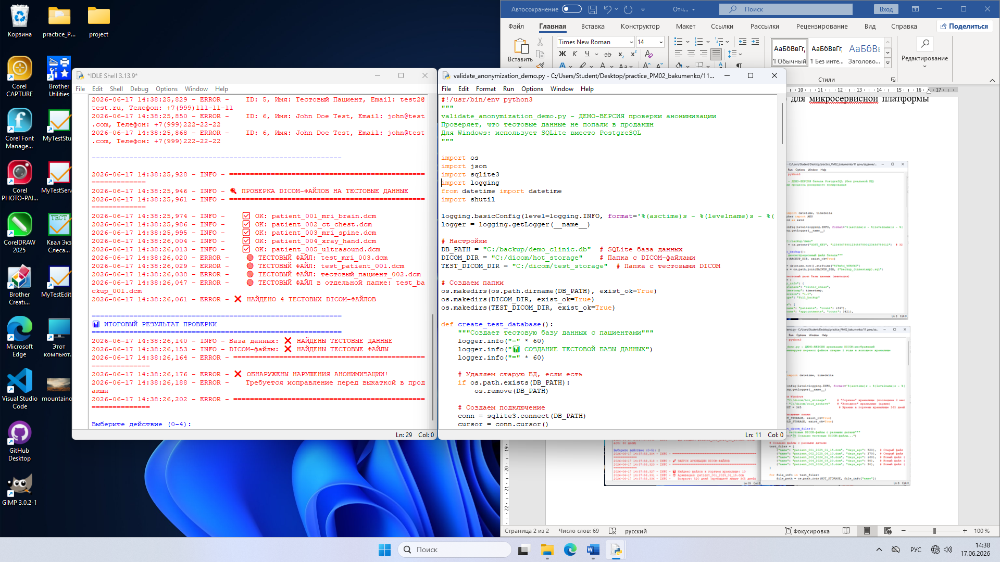 Корзина
practice_P...
project
Corel
CAPTURE
Brother
Utilities
Corel Font
Manage...
MyTestStu
Corel
PHOTO-PAI...
MyTestServ
CorelDRAW
2025
Квал Экз
Слеса...
Brother
Creati...
MyTestEdit
Microsoft
Edge
Этот
компьют...
Visual Studio
Code
mountainc
GitHub
Desktop
GIMP 3.0.2-1
*IDLE Shell 3.13.9*
File Edit Shell Debug Options Window Help
2026-06-17 14:38:25,829 - ERROR -     ID: 5, Имя: Тестовый Пациент, Email: test2@
test.ru, Телефон: +7(999)111-11-11
2026-06-17 14:38:25,850 - ERROR -     ID: 6, Имя: John Doe Test, Email: john@test
.com, Телефон: +7(999)222-22-22
2026-06-17 14:38:25,868 - ERROR -     ID: 6, Имя: John Doe Test, Email: john@test
.com, Телефон: +7(999)222-22-22
------------------------------------------------------------
2026-06-17 14:38:25,928 - INFO - ===============================================
=============
2026-06-17 14:38:25,946 - INFO - 🔍 ПРОВЕРКА DICOM-ФАЙЛОВ НА ТЕСТОВЫЕ ДАННЫЕ
2026-06-17 14:38:25,961 - INFO - ===============================================
=============
2026-06-17 14:38:25,974 - INFO -    ✅ OK: patient_001_mri_brain.dcm
2026-06-17 14:38:25,986 - INFO -    ✅ OK: patient_002_ct_chest.dcm
2026-06-17 14:38:25,995 - INFO -    ✅ OK: patient_003_mri_spine.dcm
2026-06-17 14:38:26,004 - INFO -    ✅ OK: patient_004_xray_hand.dcm
2026-06-17 14:38:26,013 - INFO -    ✅ OK: patient_005_ultrasound.dcm
2026-06-17 14:38:26,020 - ERROR -    🔴 ТЕСТОВЫЙ ФАЙЛ: test_mri_003.dcm
2026-06-17 14:38:26,029 - ERROR -    🔴 ТЕСТОВЫЙ ФАЙЛ: test_patient_001.dcm
2026-06-17 14:38:26,038 - ERROR -    🔴 ТЕСТОВЫЙ ФАЙЛ: тестовый_пациент_002.dcm
2026-06-17 14:38:26,047 - ERROR -    🔴 ТЕСТОВЫЙ ФАЙЛ в отдельной папке: test_ba
ckup_001.dcm
2026-06-17 14:38:26,061 - ERROR - ❌ НАЙДЕНО 4 ТЕСТОВЫХ DICOM-ФАЙЛОВ
============================================================
📊 ИТОГОВЫЙ РЕЗУЛЬТАТ ПРОВЕРКИ
============================================================
2026-06-17 14:38:26,140 - INFO - База данных: ❌ НАЙДЕНЫ ТЕСТОВЫЕ ДАННЫЕ
2026-06-17 14:38:26,153 - INFO - DICOM-файлы: ❌ НАЙДЕНЫ ТЕСТОВЫЕ ФАЙЛЫ
2026-06-17 14:38:26,164 - ERROR - ==============================================
==============
2026-06-17 14:38:26,176 - ERROR - ❌ ОБНАРУЖЕНЫ НАРУШЕНИЯ АНОНИМИЗАЦИИ!
2026-06-17 14:38:26,188 - ERROR -    Требуется исправление перед выкаткой в прод
акшн
2026-06-17 14:38:26,202 - ERROR - ==============================================
==============
Выберите действие (0-4):
Ln: 29 Col: 0
validate_anonymization_demo.py - C:/Users/Student/Desktop/practice_PM02_bakumenko/11...
File Edit Format Run Options Window Help
#!/usr/bin/env python3
"""
validate_anonymization_demo.py - ДЕМО-ВЕРСИЯ проверки анонимизации
Проверяет, что тестовые данные не попали в продакшн
Для Windows: использует SQLite вместо PostgreSQL
"""
import os
import json
import sqlite3
import logging
from datetime import datetime
import shutil
logging.basicConfig(level=logging.INFO, format='%(asctime)s - %(levelname)s - %(
logger = logging.getLogger(__name__)
# Настройки
DB_PATH = "C:/backup/demo_clinic.db"  # SQLite база данных
DICOM_DIR = "C:/dicom/hot_storage"    # Папка с DICOM-файлами
TEST_DICOM_DIR = "C:/dicom/test_storage"  # Папка с тестовыми DICOM
# Создаем папки
os.makedirs(os.path.dirname(DB_PATH), exist_ok=True)
os.makedirs(DICOM_DIR, exist_ok=True)
os.makedirs(TEST_DICOM_DIR, exist_ok=True)
def create_test_database():
    """Создает тестовую базу данных с пациентами"""
    logger.info("=" * 60)
    logger.info("📊 СОЗДАНИЕ ТЕСТОВОЙ БАЗЫ ДАННЫХ")
    logger.info("=" * 60)
    # Удаляем старую БД, если есть
    if os.path.exists(DB_PATH):
        os.remove(DB_PATH)
    # Создаем подключение
    conn = sqlite3.connect(DB_PATH)
    cursor = conn.cursor()
Ln: 11 Col: 0
Автосохранение
Отч...
Поиск
Вход
Файл Главная Вставка Конструктор Макет Ссылки Рассылки Рецензирование Вид Справка
Поделиться
Вставить
Times New Roman
14
Ж К Ч ab x₂ x²
АаБбВвГг, АаБбВвГг, АаБбВв
¶ Обычный ¶ Без инте... Заголово...
Стили
Редактирование
для микросервисной платформы
Страница 2 из 2
Число слов: 69
русский
Фокусировка
100 %
Поиск
РУС
14:38
17.06.2026